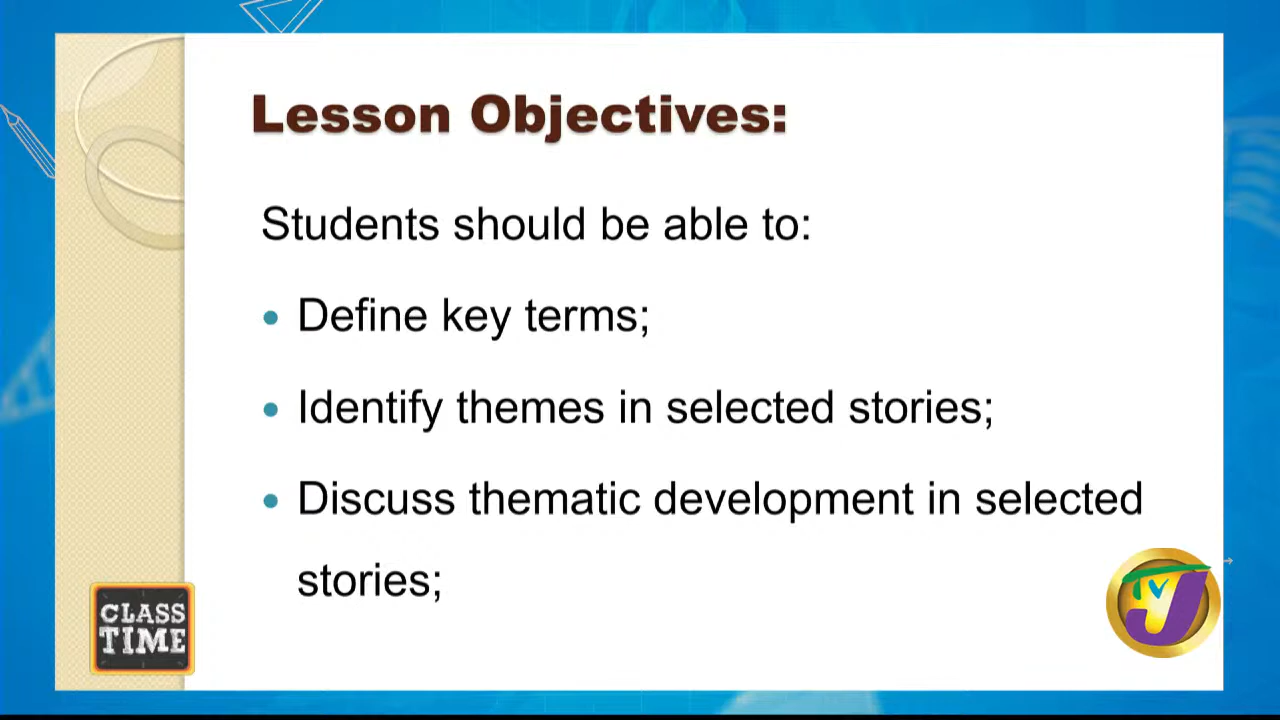 Lesson Objectives:
Students should be able to:
• Define key terms;
• Identify themes in selected stories;
• Discuss thematic development in selected
stories;
CLASS
TIME
TVJ